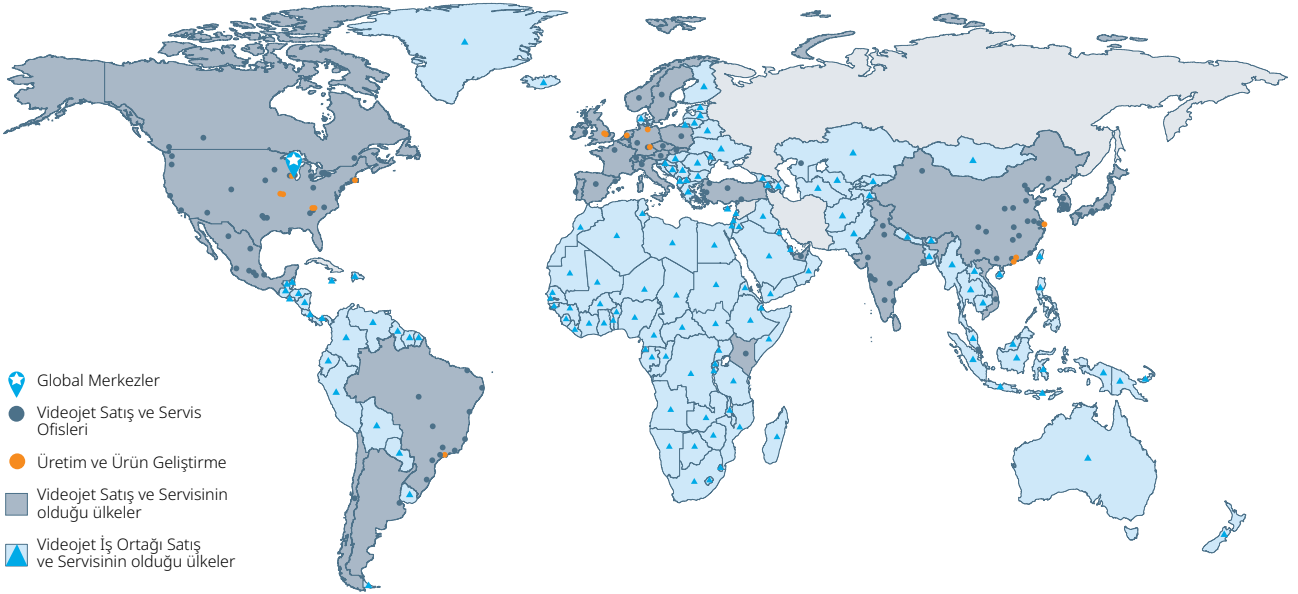 Global Merkezler
Videojet Satış ve Servis
Ofisleri
Üretim ve Ürün Geliştirme
Videojet Satış ve Servisinin
olduğu ülkeler
Videojet İş Ortağı Satış
ve Servisinin olduğu ülkeler